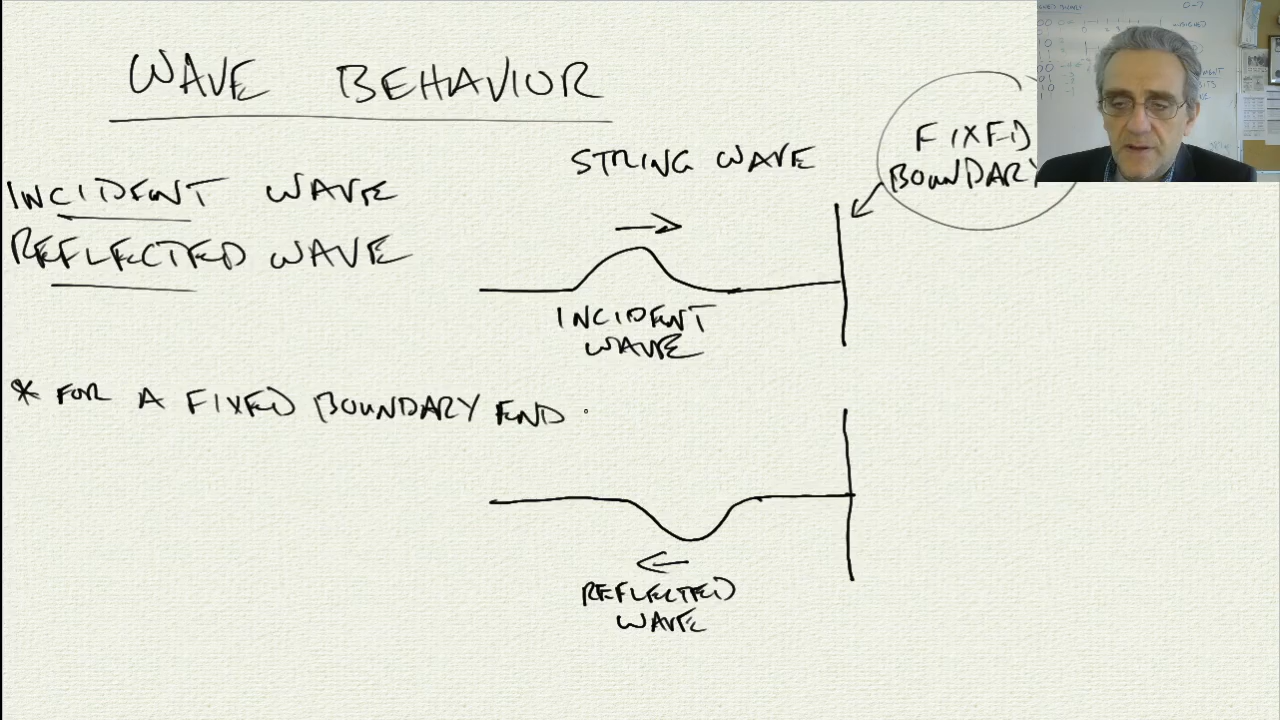 WAVE BEHAVIOR
INCIDENT WAVE
REFLECTED WAVE
STRING WAVE
FIXED
BOUNDARY
INCIDENT
WAVE
* FOR A FIXED BOUNDARY END
REFLECTED
WAVE